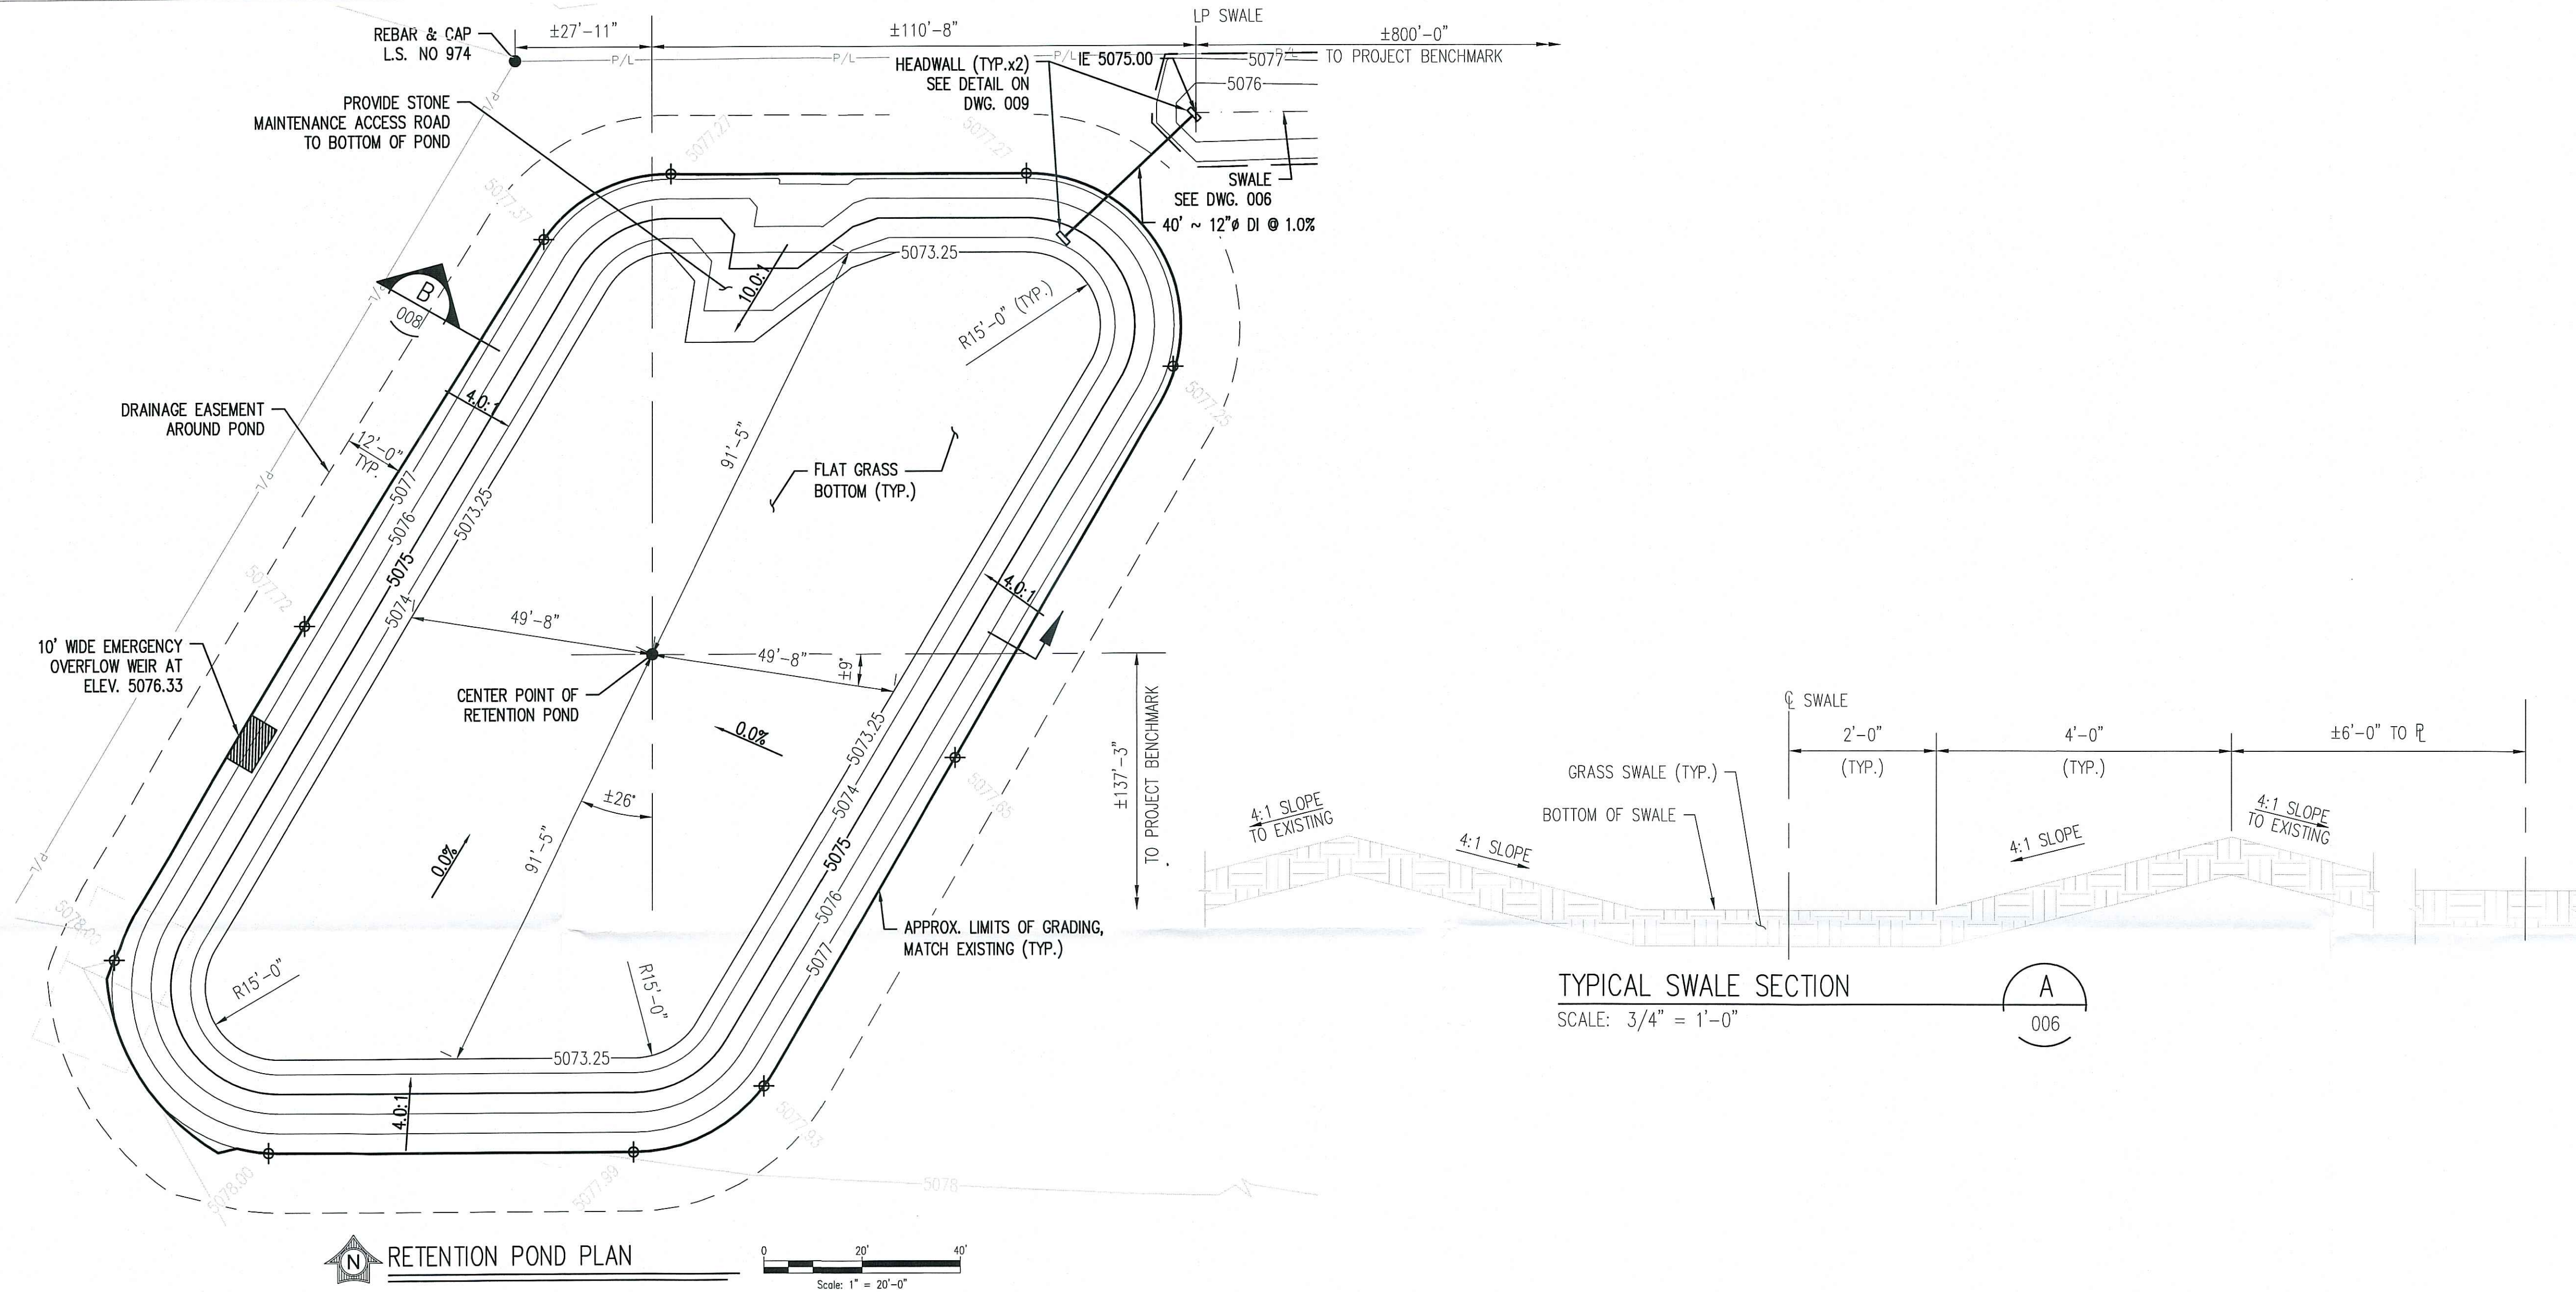 LP SWALE
REBAR & CAP
L.S. NO 974
±27'-11"
±110'-8"
±800'-0"
TO PROJECT BENCHMARK
P/L
P/L
P/L
P/L
HEADWALL (TYP.x2)
SEE DETAIL ON
DWG. 009
IE 5075.00
5077
5076
PROVIDE STONE
MAINTENANCE ACCESS ROAD
TO BOTTOM OF POND
P/L
5077.27
5077.27
5077.37
SWALE
SEE DWG. 006
40' ~ 12"ø DI @ 1.0%
5073.25
10.0:1
R15'-0" (TYP.)
B
008
P/L
4.0:1
5077.25
DRAINAGE EASEMENT
AROUND POND
12'-0"
TYP.
91'-5"
FLAT GRASS
BOTTOM (TYP.)
P/L
5077
5076
5075
5074
5073.25
5077.72
4.0:1
49'-8"
49'-8"
±9°
10' WIDE EMERGENCY
OVERFLOW WEIR AT
ELEV. 5076.33
CENTER POINT OF
RETENTION POND
0.0%
±137'-3"
TO PROJECT BENCHMARK
5073.25
5074
5075
5076
5077
5077.65
±26°
91'-5"
0.0%
P/L
5078.00
APPROX. LIMITS OF GRADING,
MATCH EXISTING (TYP.)
R15'-0"
R15'-0"
5073.25
4.0:1
5077.93
5078.00
5077.99
5078
N
RETENTION POND PLAN
0
20'
40'
Scale: 1" = 20'-0"
℄ SWALE
2'-0"
(TYP.)
4'-0"
(TYP.)
±6'-0" TO PL
GRASS SWALE (TYP.)
BOTTOM OF SWALE
4:1 SLOPE
TO EXISTING
4:1 SLOPE
4:1 SLOPE
4:1 SLOPE
TO EXISTING
TYPICAL SWALE SECTION
SCALE: 3/4" = 1'-0"
A
006